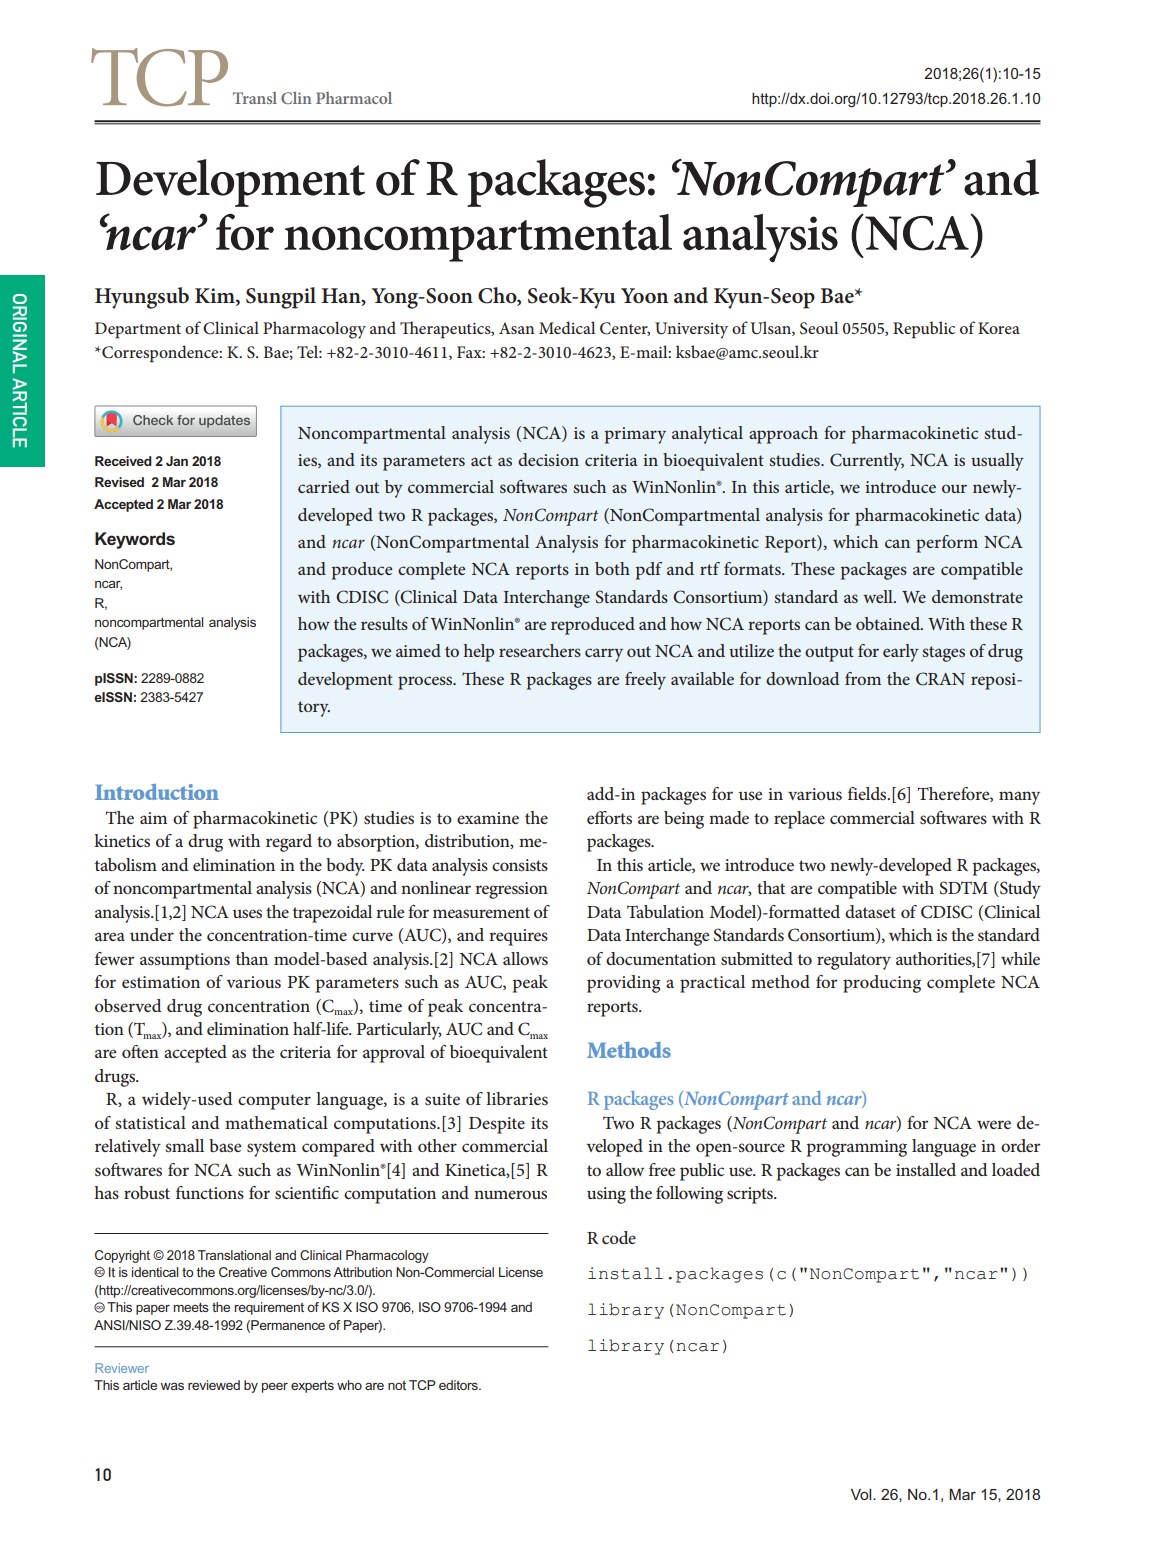 TCP Transl Clin Pharmacol
2018;26(1):10-15
http://dx.doi.org/10.12793/tcp.2018.26.1.10
Development of R packages: ‘NonCompart’ and
‘ncar’ for noncompartmental analysis (NCA)
ORIGINAL ARTICLE
Hyungsub Kim, Sungpil Han, Yong-Soon Cho, Seok-Kyu Yoon and Kyun-Seop Bae*
Department of Clinical Pharmacology and Therapeutics, Asan Medical Center, University of Ulsan, Seoul 05505, Republic of Korea
*Correspondence: K. S. Bae; Tel: +82-2-3010-4611, Fax: +82-2-3010-4623, E-mail: ksbae@amc.seoul.kr
Check for updates
Received 2 Jan 2018
Revised 2 Mar 2018
Accepted 2 Mar 2018
Keywords
NonCompart,
ncar,
R,
noncompartmental analysis
(NCA)
pISSN: 2289-0882
eISSN: 2383-5427
Noncompartmental analysis (NCA) is a primary analytical approach for pharmacokinetic stud-
ies, and its parameters act as decision criteria in bioequivalent studies. Currently, NCA is usually
carried out by commercial softwares such as WinNonlin®. In this article, we introduce our newly-
developed two R packages, NonCompart (NonCompartmental analysis for pharmacokinetic data)
and ncar (NonCompartmental Analysis for pharmacokinetic Report), which can perform NCA
and produce complete NCA reports in both pdf and rtf formats. These packages are compatible
with CDISC (Clinical Data Interchange Standards Consortium) standard as well. We demonstrate
how the results of WinNonlin® are reproduced and how NCA reports can be obtained. With these R
packages, we aimed to help researchers carry out NCA and utilize the output for early stages of drug
development process. These R packages are freely available for download from the CRAN reposi-
tory.
Introduction
The aim of pharmacokinetic (PK) studies is to examine the
kinetics of a drug with regard to absorption, distribution, me-
tabolism and elimination in the body. PK data analysis consists
of noncompartmental analysis (NCA) and nonlinear regression
analysis.[1,2] NCA uses the trapezoidal rule for measurement of
area under the concentration-time curve (AUC), and requires
fewer assumptions than model-based analysis.[2] NCA allows
for estimation of various PK parameters such as AUC, peak
observed drug concentration (Cmax), time of peak concentra-
tion (Tmax), and elimination half-life. Particularly, AUC and Cmax
are often accepted as the criteria for approval of bioequivalent
drugs.
R, a widely-used computer language, is a suite of libraries
of statistical and mathematical computations.[3] Despite its
relatively small base system compared with other commercial
softwares for NCA such as WinNonlin®[4] and Kinetica,[5] R
has robust functions for scientific computation and numerous
Copyright © 2018 Translational and Clinical Pharmacology
It is identical to the Creative Commons Attribution Non-Commercial License
(http://creativecommons.org/licenses/by-nc/3.0/).
This paper meets the requirement of KS X ISO 9706, ISO 9706-1994 and
ANSI/NISO Z.39.48-1992 (Permanence of Paper).
Reviewer
This article was reviewed by peer experts who are not TCP editors.
add-in packages for use in various fields.[6] Therefore, many
efforts are being made to replace commercial softwares with R
packages.
In this article, we introduce two newly-developed R packages,
NonCompart and ncar, that are compatible with SDTM (Study
Data Tabulation Model)-formatted dataset of CDISC (Clinical
Data Interchange Standards Consortium), which is the standard
of documentation submitted to regulatory authorities,[7] while
providing a practical method for producing complete NCA
reports.
Methods
R packages (NonCompart and ncar)
Two R packages (NonCompart and ncar) for NCA were de-
veloped in the open-source R programming language in order
to allow free public use. R packages can be installed and loaded
using the following scripts.
R code
install.packages(c("NonCompart","ncar"))
library(NonCompart)
library(ncar)
10
Vol. 26, No.1, Mar 15, 2018